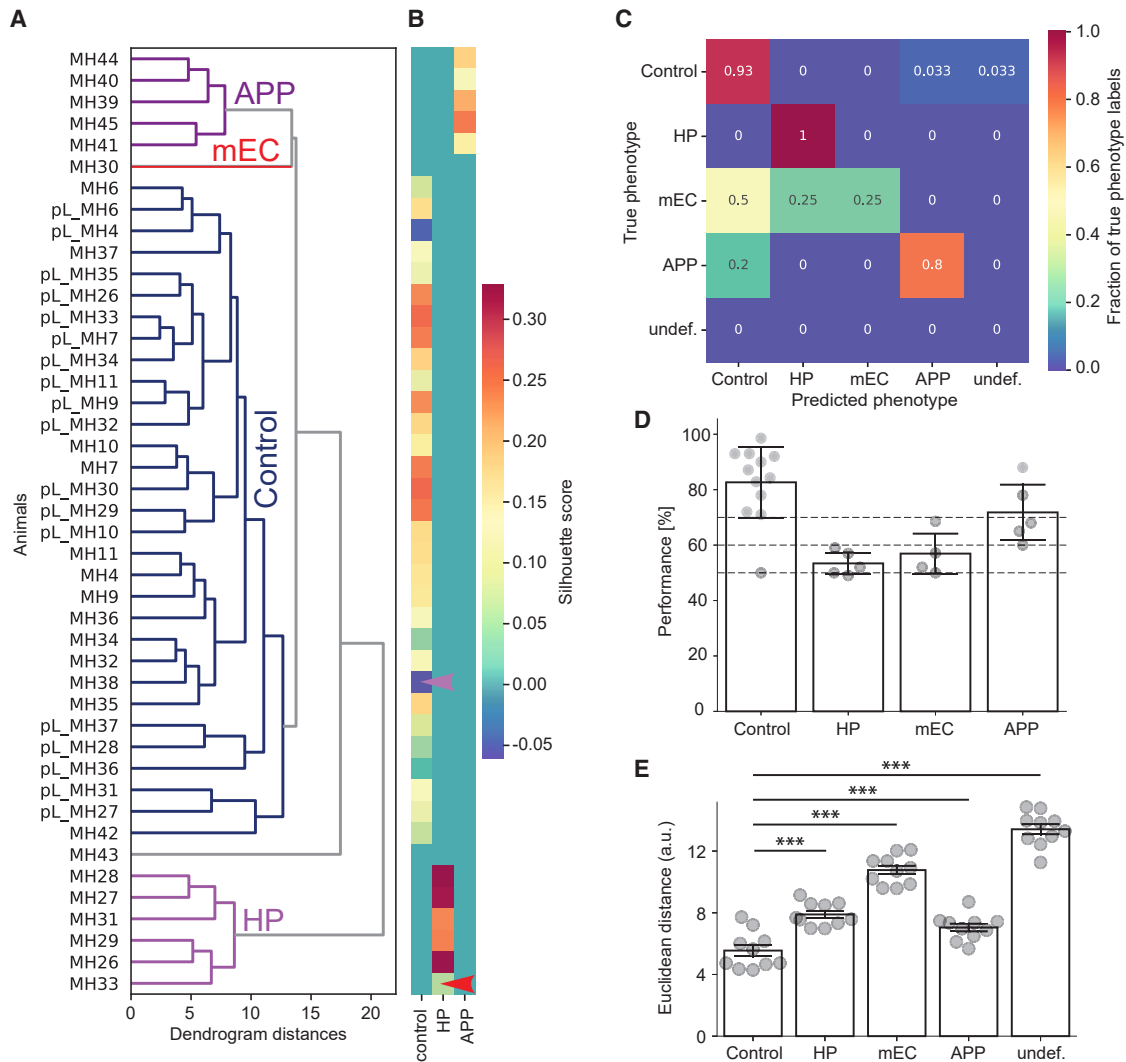 A
Animals
MH44
MH40
MH39
MH45
MH41
MH30
MH6
pL_MH6
pL_MH4
MH37
pL_MH35
pL_MH26
pL_MH33
pL_MH7
pL_MH34
pL_MH11
pL_MH9
pL_MH32
MH10
MH7
pL_MH30
pL_MH29
pL_MH10
MH11
MH4
MH9
MH36
MH34
MH32
MH38
MH35
pL_MH37
pL_MH28
pL_MH36
pL_MH31
pL_MH27
MH42
MH43
MH28
MH27
MH31
MH29
MH26
MH33
APP
mEC
Control
HP
0 5 10 15 20
Dendrogram distances
B
control HP APP
0.30
0.25
0.20
0.15
0.10
0.05
0.00
-0.05
Silhouette score
C
True phenotype
Control 0.93 0 0 0.033 0.033
HP 0 1 0 0 0
mEC 0.5 0.25 0.25 0 0
APP 0.2 0 0 0.8 0
undef. 0 0 0 0 0
Control HP mEC APP undef.
Predicted phenotype
1.0
0.8
0.6
0.4
0.2
0.0
Fraction of true phenotype labels
D
Performance [%]
100
80
60
40
20
0
Control HP mEC APP
E
Euclidean distance (a.u.)
***
***
***
***
12
8
4
0
Control HP mEC APP undef.